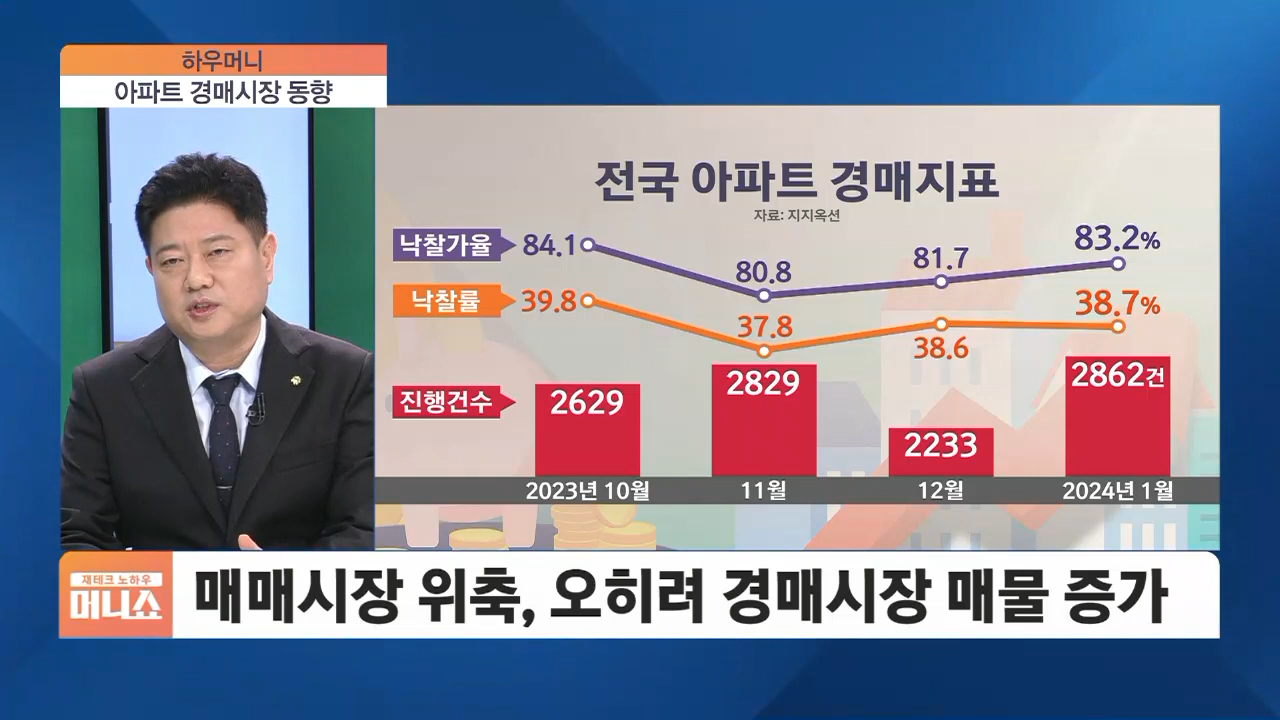 하우머니
아파트 경매시장 동향
전국 아파트 경매지표
자료: 지지옥션
낙찰가율 84.1 80.8 81.7 83.2%
낙찰률 39.8 37.8 38.6 38.7%
진행건수 2629 2829 2233 2862건
2023년 10월 11월 12월 2024년 1월
재테크 노하우
머니쇼
매매시장 위축, 오히려 경매시장 매물 증가